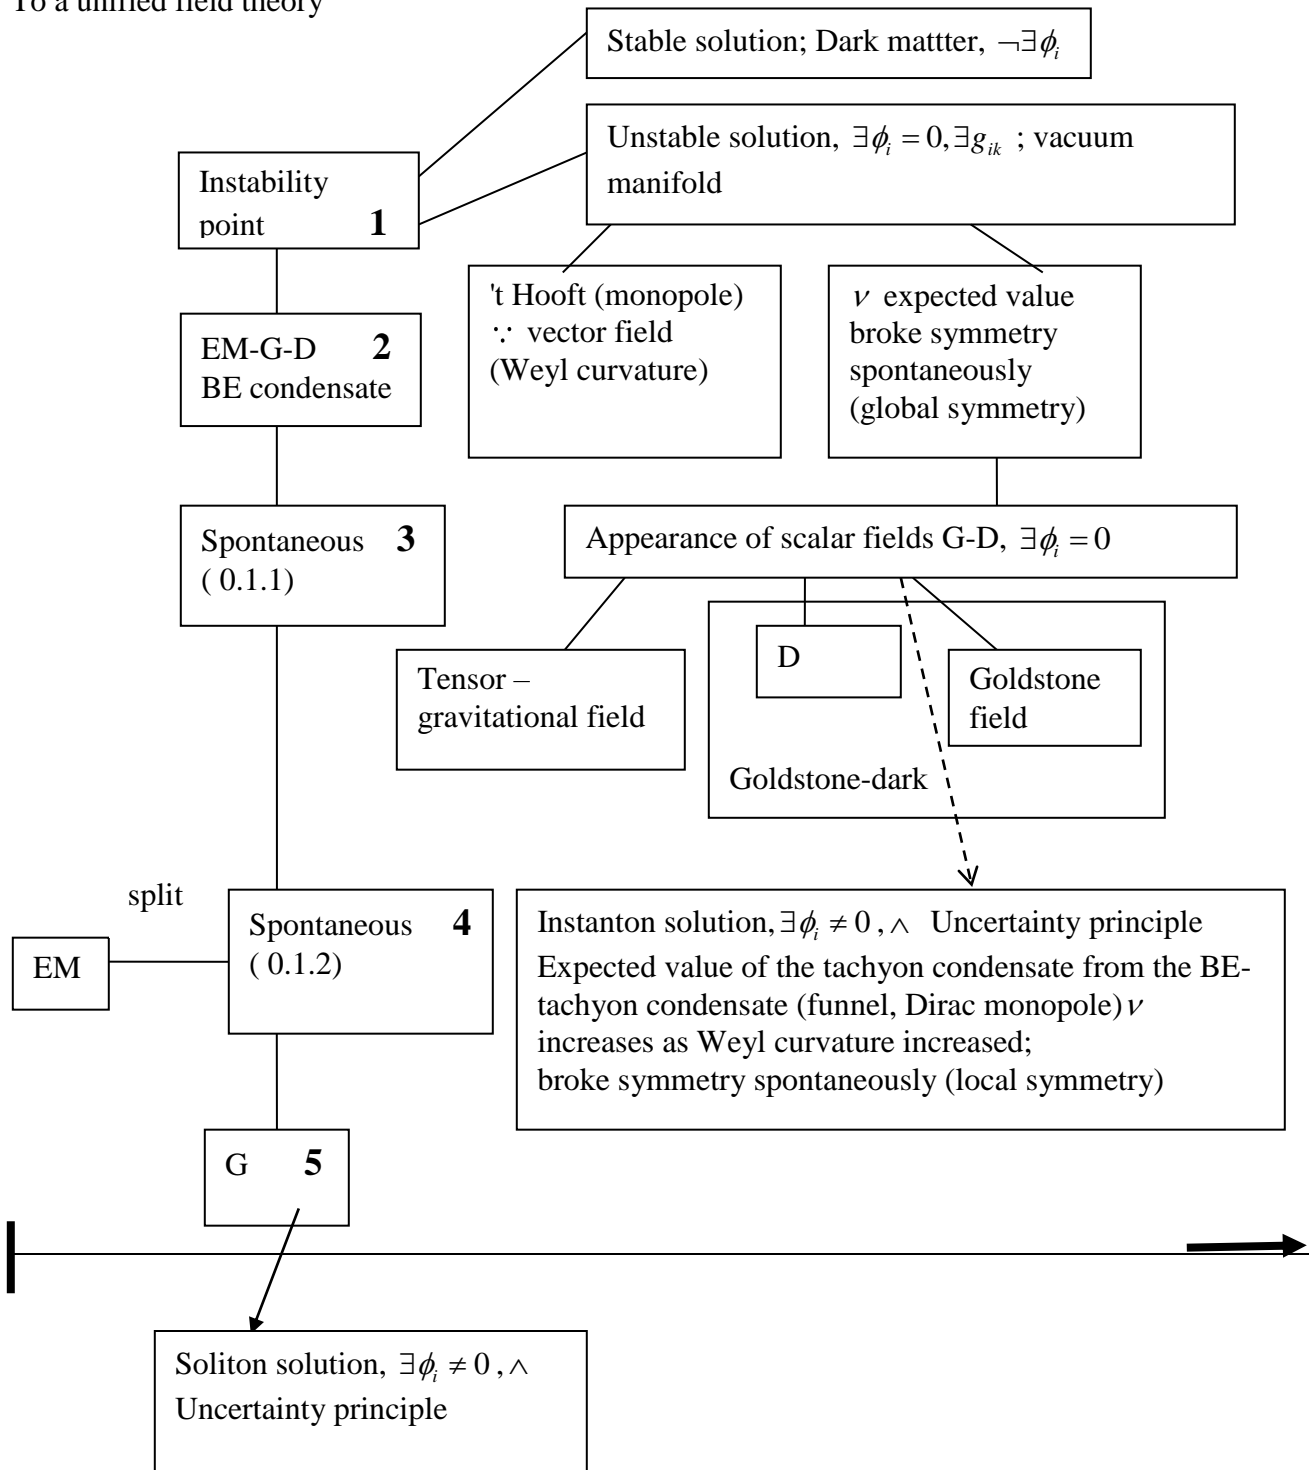 To a unified field theory
Stable solution; Dark mattter, ¬∃ϕᵢ
Unstable solution, ∃ϕᵢ = 0, ∃gᵢₖ ; vacuum
manifold
Instability
point 1
't Hooft (monopole)
∵ vector field
(Weyl curvature)
ν expected value
broke symmetry
spontaneously
(global symmetry)
EM-G-D 2
BE condensate
Spontaneous 3
( 0.1.1)
Appearance of scalar fields G-D, ∃ϕᵢ = 0
Tensor –
gravitational field
D
Goldstone
field
Goldstone-dark
split
EM
Spontaneous 4
( 0.1.2)
Instanton solution, ∃ϕᵢ ≠ 0 , ∧ Uncertainty principle
Expected value of the tachyon condensate from the BE-
tachyon condensate (funnel, Dirac monopole) ν
increases as Weyl curvature increased;
broke symmetry spontaneously (local symmetry)
G 5
Soliton solution, ∃ϕᵢ ≠ 0 , ∧
Uncertainty principle